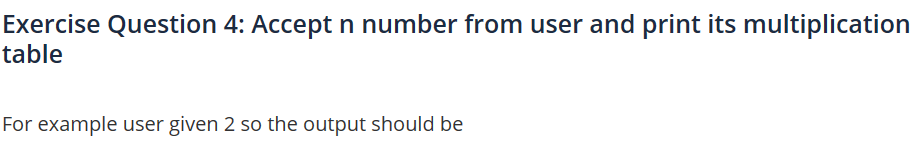 Exercise Question 4: Accept n number from user and print its multiplication
table
For example user given 2 so the output should be